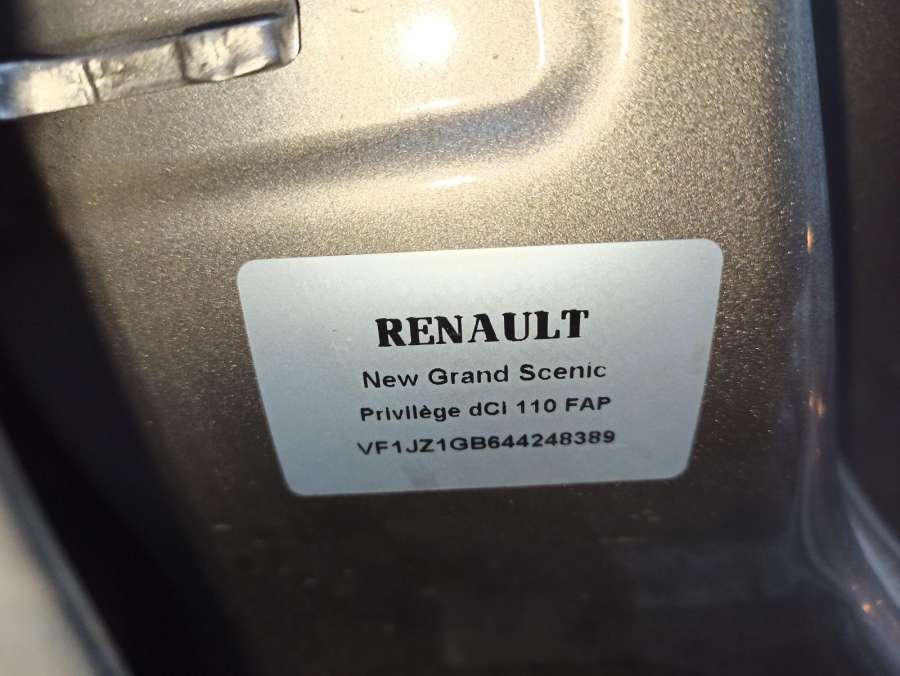 RENAULT
New Grand Scenic
Privilège dCi 110 FAP
VF1JZ1GB644248389